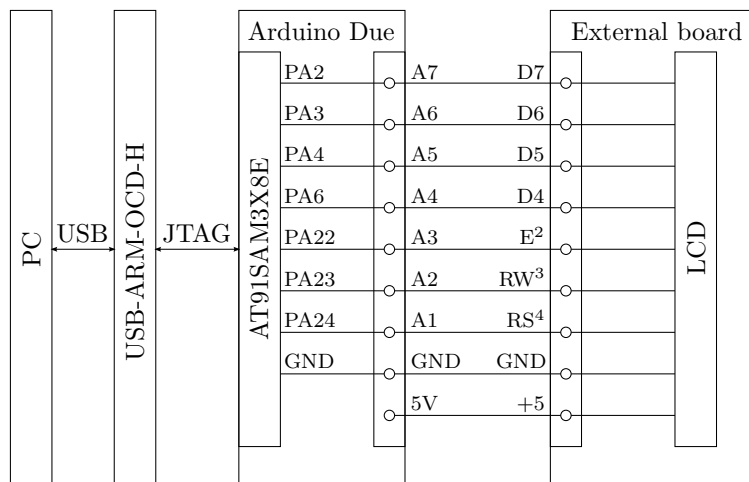 Arduino Due External board
PA2 A7 D7
PA3 A6 D6
PA4 A5 D5
PA6 A4 D4
PC USB USB-ARM-OCD-H JTAG AT91SAM3X8E PA22 A3 E² LCD
PA23 A2 RW³
PA24 A1 RS⁴
GND GND GND
5V +5